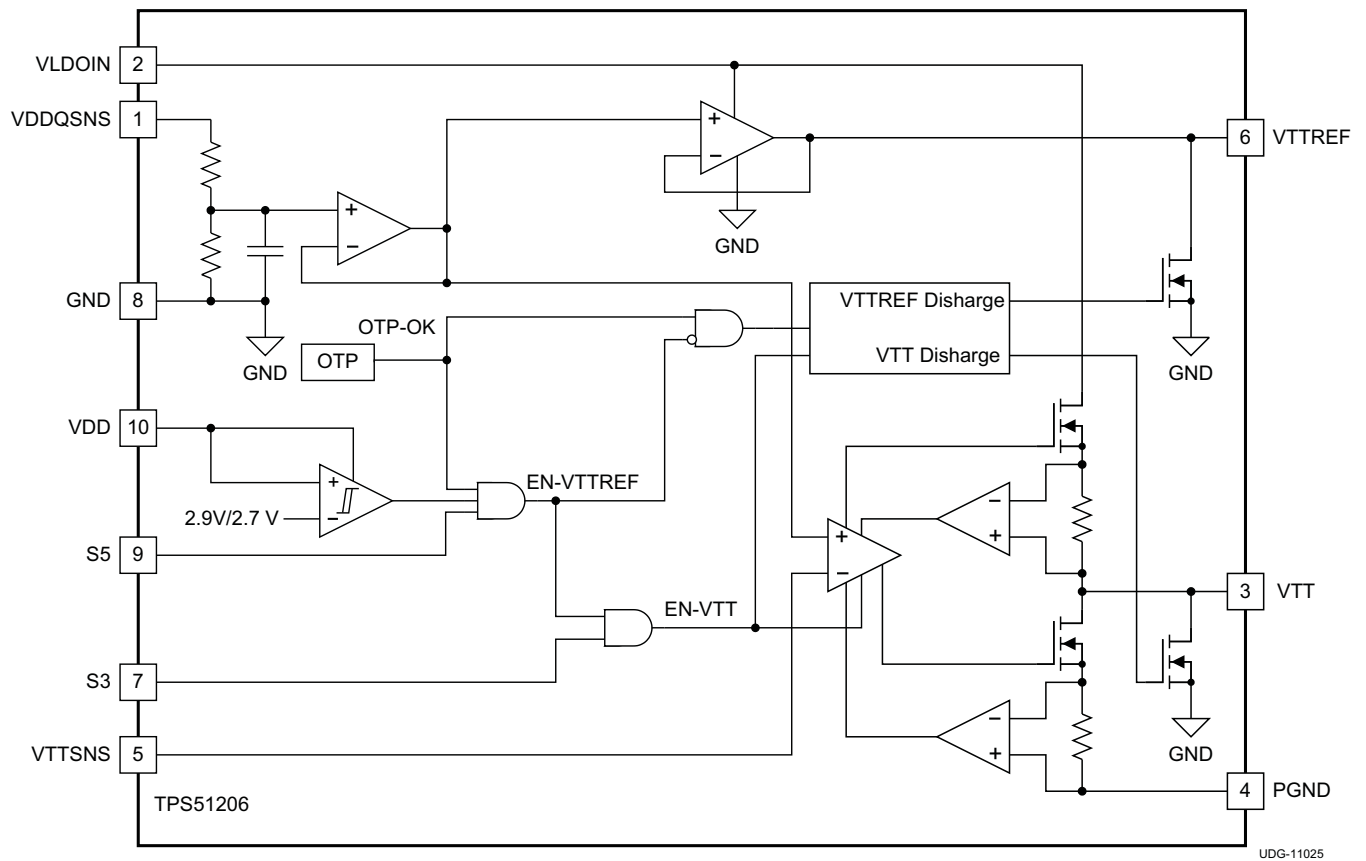 VLDOIN 2
VDDQSNS 1
+
−
6 VTTREF
+
−
GND
GND 8
GND
OTP-OK
OTP
VTTREF Disharge
VTT Disharge
GND
VDD 10
+
−
2.9V/2.7 V
EN-VTTREF
S5 9
−
+
+
−
3 VTT
EN-VTT
S3 7
−
+
GND
VTTSNS 5
4 PGND
TPS51206
UDG-11025